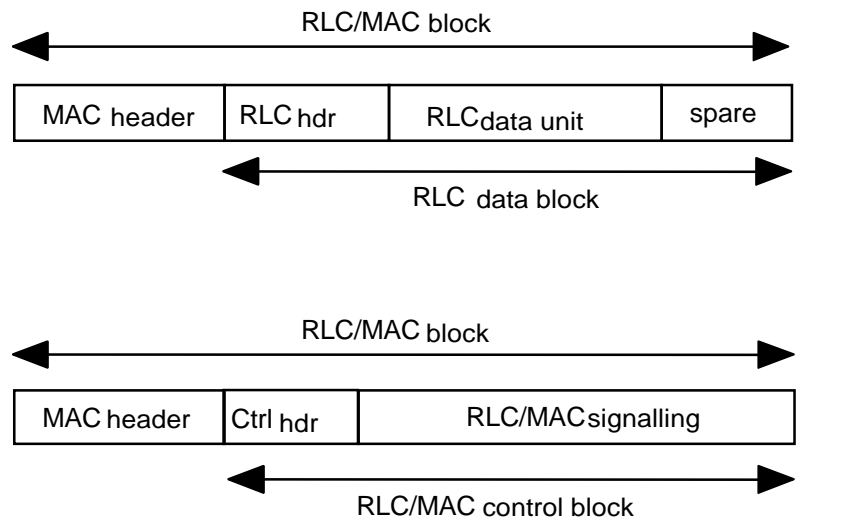 RLC/MAC block
MAC header RLC hdr RLC data unit spare
RLC data block
RLC/MAC block
MAC header Ctrl hdr RLC/MAC signalling
RLC/MAC control block